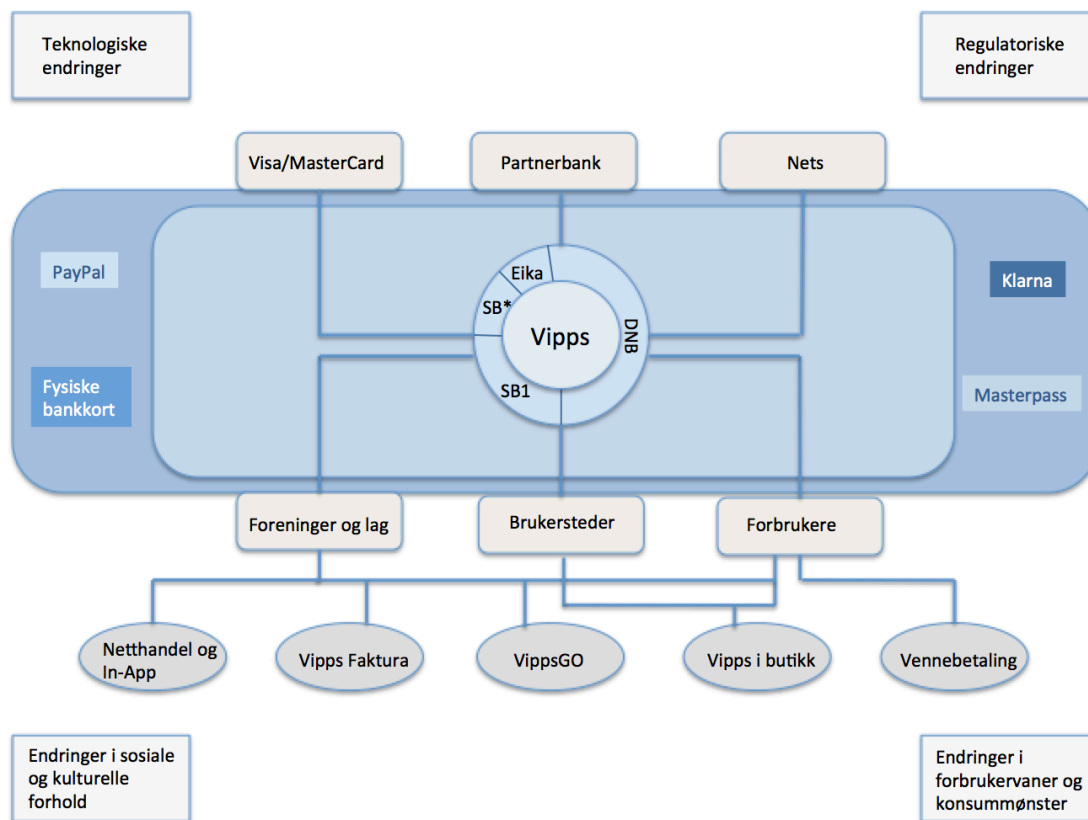 Teknologiske
endringer
Regulatoriske
endringer
Visa/MasterCard
Partnerbank
Nets
PayPal
Klarna
Eika
SB*
Vipps
DNB
SB1
Fysiske
bankkort
Masterpass
Foreninger og lag
Brukersteder
Forbrukere
Netthandel og
In-App
Vipps Faktura
VippsGO
Vipps i butikk
Vennebetaling
Endringer i sosiale
og kulturelle
forhold
Endringer i
forbrukervaner og
konsummønster